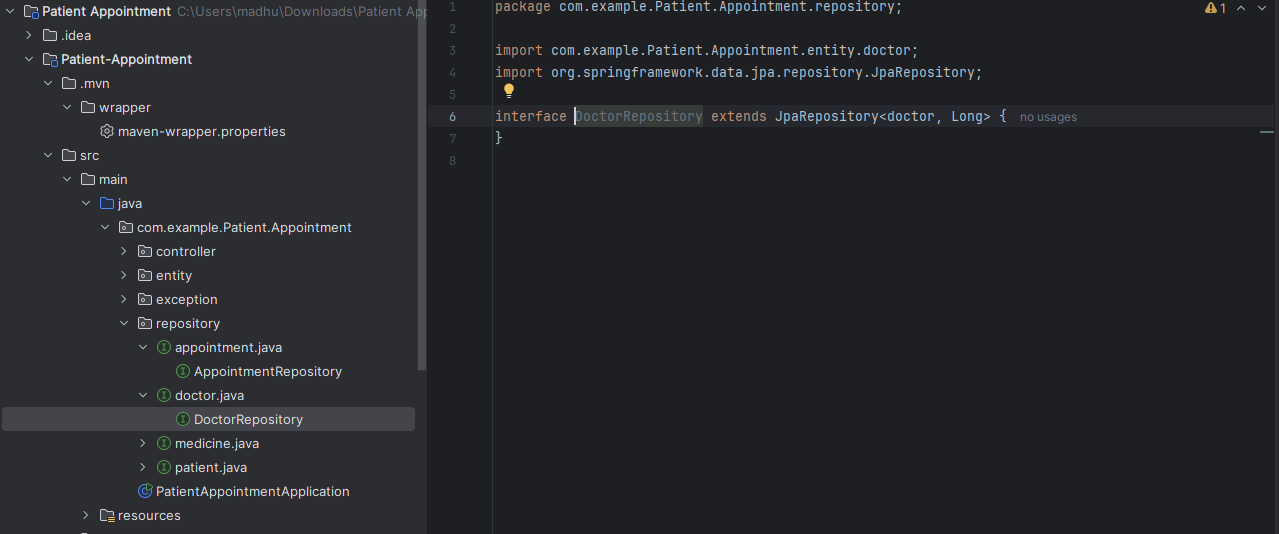 Patient Appointment C:\Users\madhu\Downloads\Patient Ap
.idea
Patient-Appointment
.mvn
wrapper
maven-wrapper.properties
src
main
java
com.example.Patient.Appointment
controller
entity
exception
repository
appointment.java
AppointmentRepository
doctor.java
DoctorRepository
medicine.java
patient.java
PatientAppointmentApplication
resources
1 package com.example.Patient.Appointment.repository;
2
3 import com.example.Patient.Appointment.entity.doctor;
4 import org.springframework.data.jpa.repository.JpaRepository;
5
6 interface DoctorRepository extends JpaRepository<doctor, Long> { no usages
7 }
8
1